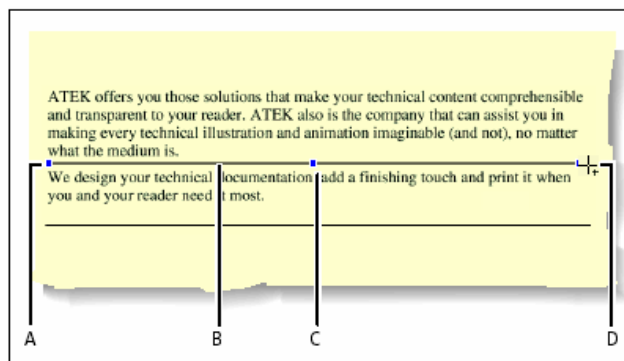 ATEK offers you those solutions that make your technical content comprehensible
and transparent to your reader. ATEK also is the company that can assist you in
making every technical illustration and animation imaginable (and not), no matter
what the medium is.
We design your technical documentation, add a finishing touch and print it when
you and your reader need it most.
A B C D